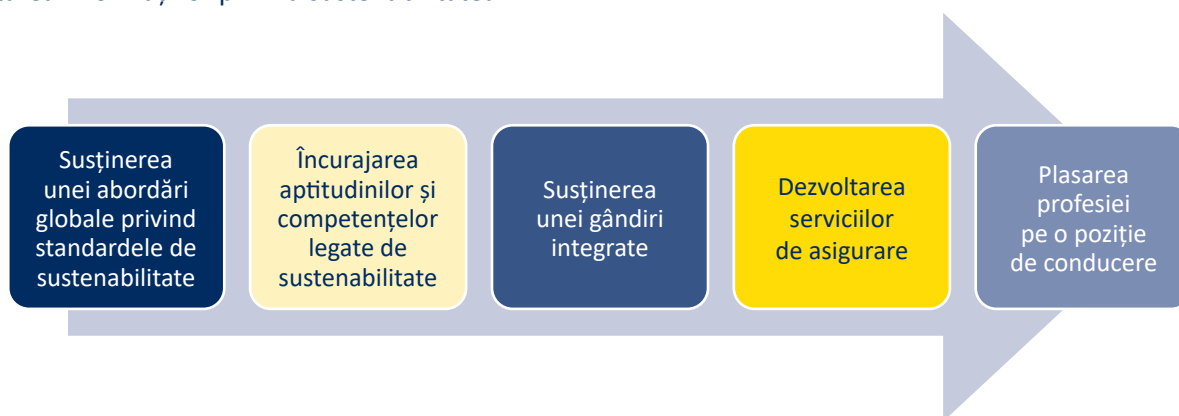 Susținerea
unei abordări
globale privind
standardele de
sustenabilitate
Încurajarea
aptitudinilor și
competențelor
legate de
sustenabilitate
Susținerea
unei gândiri
integrate
Dezvoltarea
serviciilor
de asigurare
Plasarea
profesiei
pe o poziție
de conducere